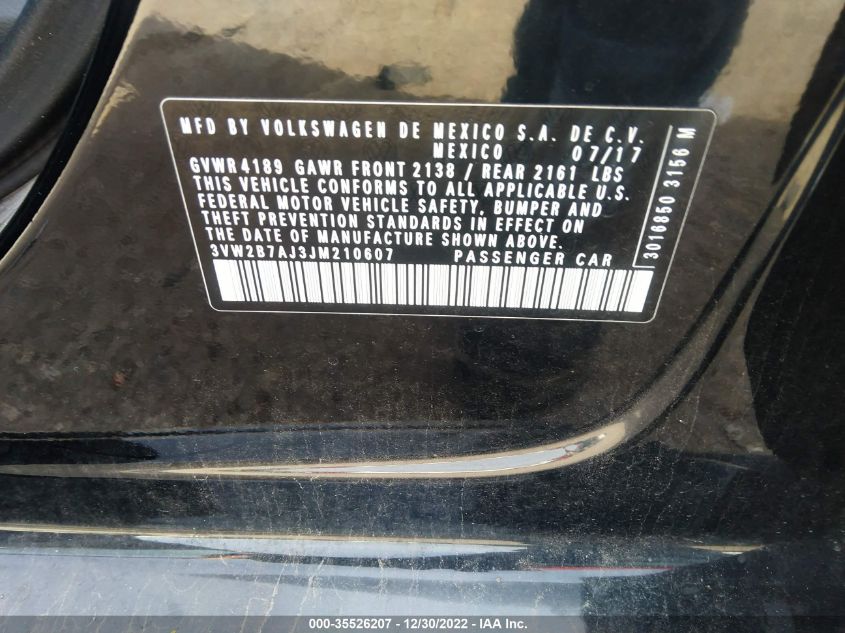 MFD BY VOLKSWAGEN DE MEXICO S.A. DE C.V.
MEXICO 07/17
GVWR 4189 GAWR FRONT 2138 / REAR 2161 LBS
THIS VEHICLE CONFORMS TO ALL APPLICABLE U.S.
FEDERAL MOTOR VEHICLE SAFETY, BUMPER AND
THEFT PREVENTION STANDARDS IN EFFECT ON
THE DATE OF MANUFACTURE SHOWN ABOVE.
3VW2B7AJ3JM210607 PASSENGER CAR
3016850 3156 M
000-35526207 - 12/30/2022 - IAA Inc.